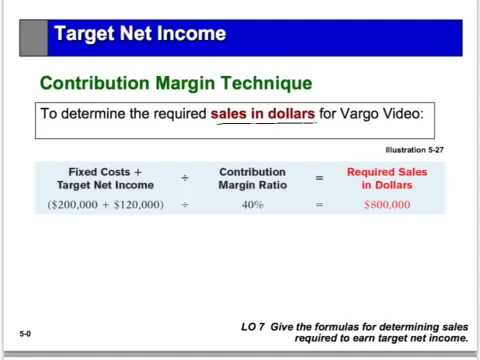 Target Net Income
Contribution Margin Technique
To determine the required sales in dollars for Vargo Video:
Illustration 5-27
Fixed Costs + Contribution Required Sales
Target Net Income ÷ Margin Ratio = in Dollars
($200,000 + $120,000) ÷ 40% = $800,000
5-0
LO 7 Give the formulas for determining sales
required to earn target net income.